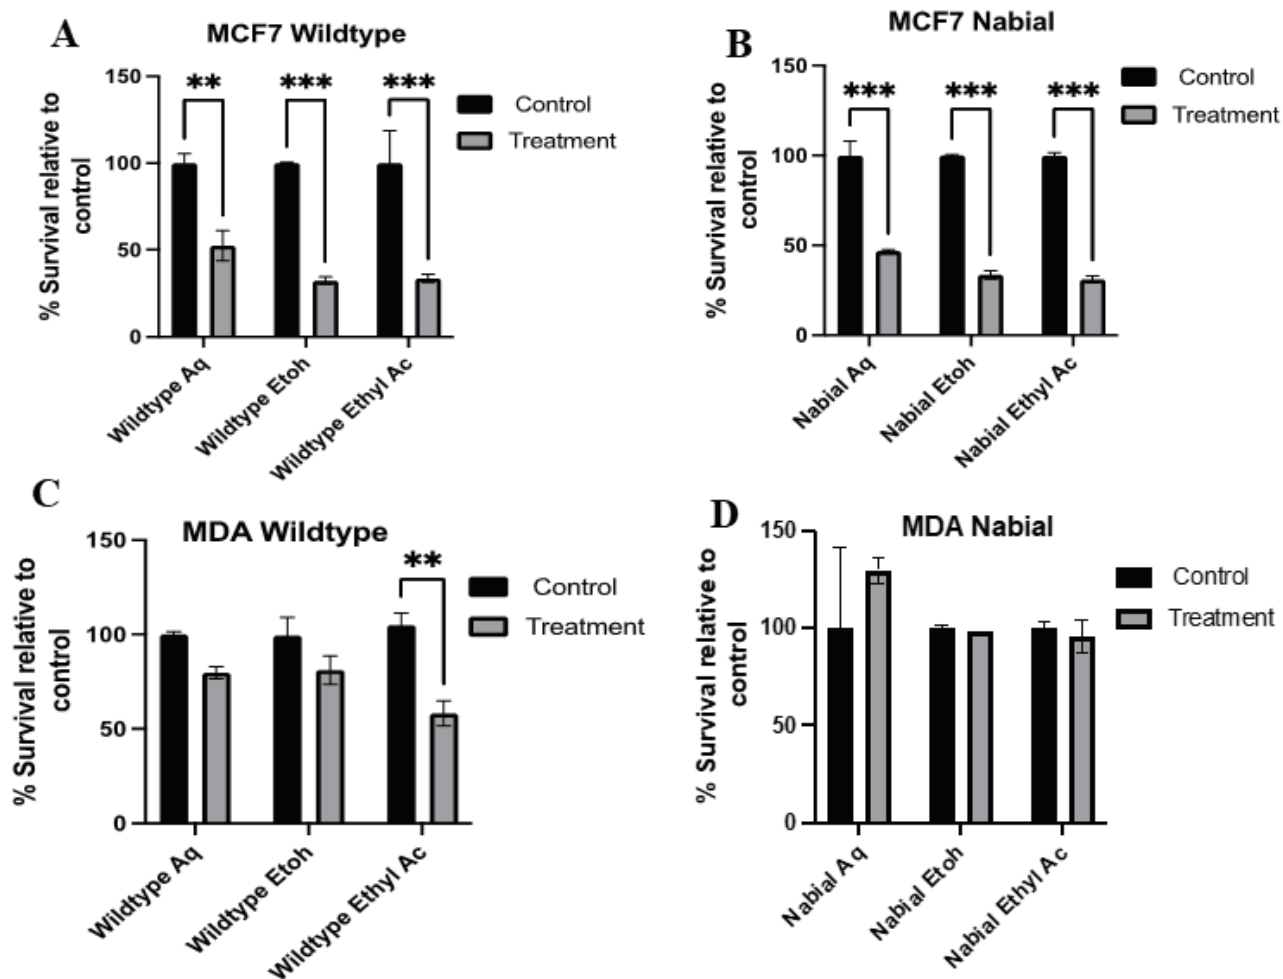 A
MCF7 Wildtype
150
100
50
0
% Survival relative to
control
**
***
***
Control
Treatment
Wildtype Aq
Wildtype Etoh
Wildtype Ethyl Ac
B
MCF7 Nabial
150
100
50
0
% Survival relative to
control
***
***
***
Control
Treatment
Nabial Aq
Nabial Etoh
Nabial Ethyl Ac
C
MDA Wildtype
150
100
50
0
% Survival relative to
control
**
Control
Treatment
Wildtype Aq
Wildtype Etoh
Wildtype Ethyl Ac
D
MDA Nabial
150
100
50
0
% Survival relative to
control
Control
Treatment
Nabial Aq
Nabial Etoh
Nabial Ethyl Ac